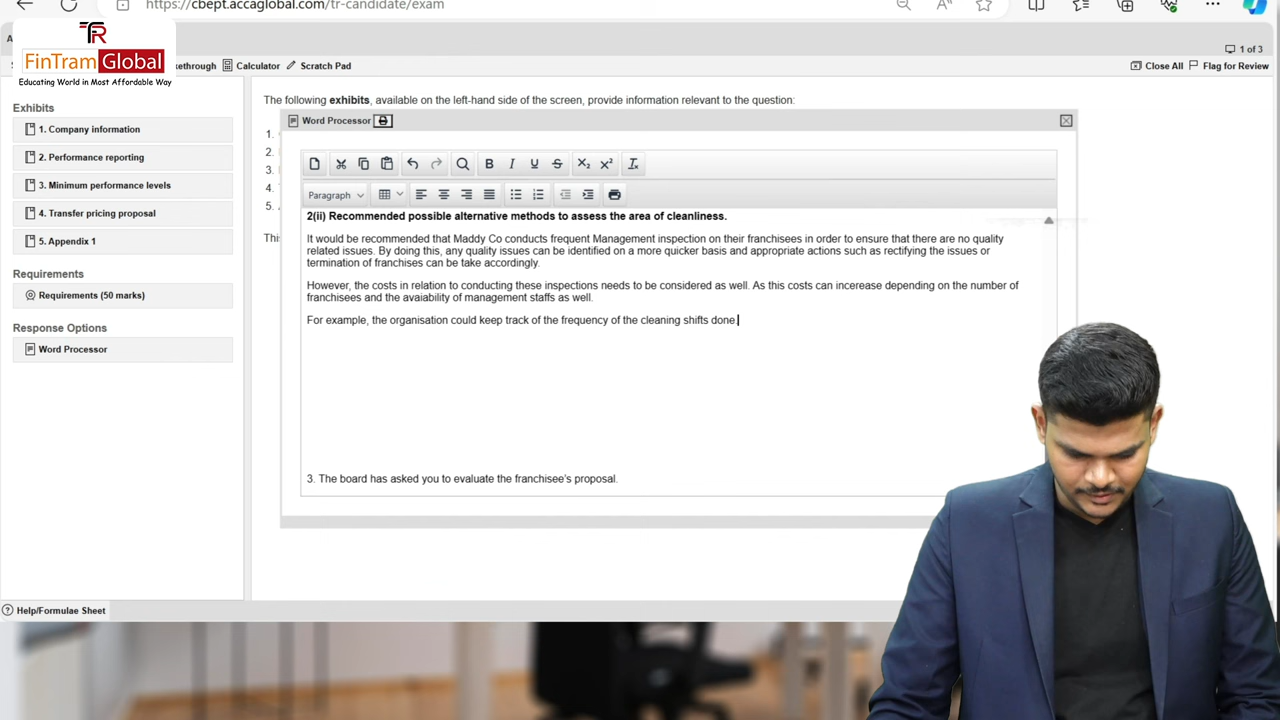 https://cbept.accaglobal.com/tr-candidate/exam
TR
FinTram Global
Educating World in Most Affordable Way
kethrough
Calculator
Scratch Pad
1 of 3
Close All
Flag for Review
Exhibits
1. Company information
2. Performance reporting
3. Minimum performance levels
4. Transfer pricing proposal
5. Appendix 1
Requirements
Requirements (50 marks)
Response Options
Word Processor
The following exhibits, available on the left-hand side of the screen, provide information relevant to the question:
1.
2.
3.
4.
5.
This
Word Processor
B I U S X₂ X²
Paragraph
2(ii) Recommended possible alternative methods to assess the area of cleanliness.
It would be recommended that Maddy Co conducts frequent Management inspection on their franchisees in order to ensure that there are no quality
related issues. By doing this, any quality issues can be identified on a more quicker basis and appropriate actions such as rectifying the issues or
termination of franchises can be take accordingly.
However, the costs in relation to conducting these inspections needs to be considered as well. As this costs can increase depending on the number of
franchisees and the avaiability of management staffs as well.
For example, the organisation could keep track of the frequency of the cleaning shifts done.
3. The board has asked you to evaluate the franchisee's proposal.
Help/Formulae Sheet